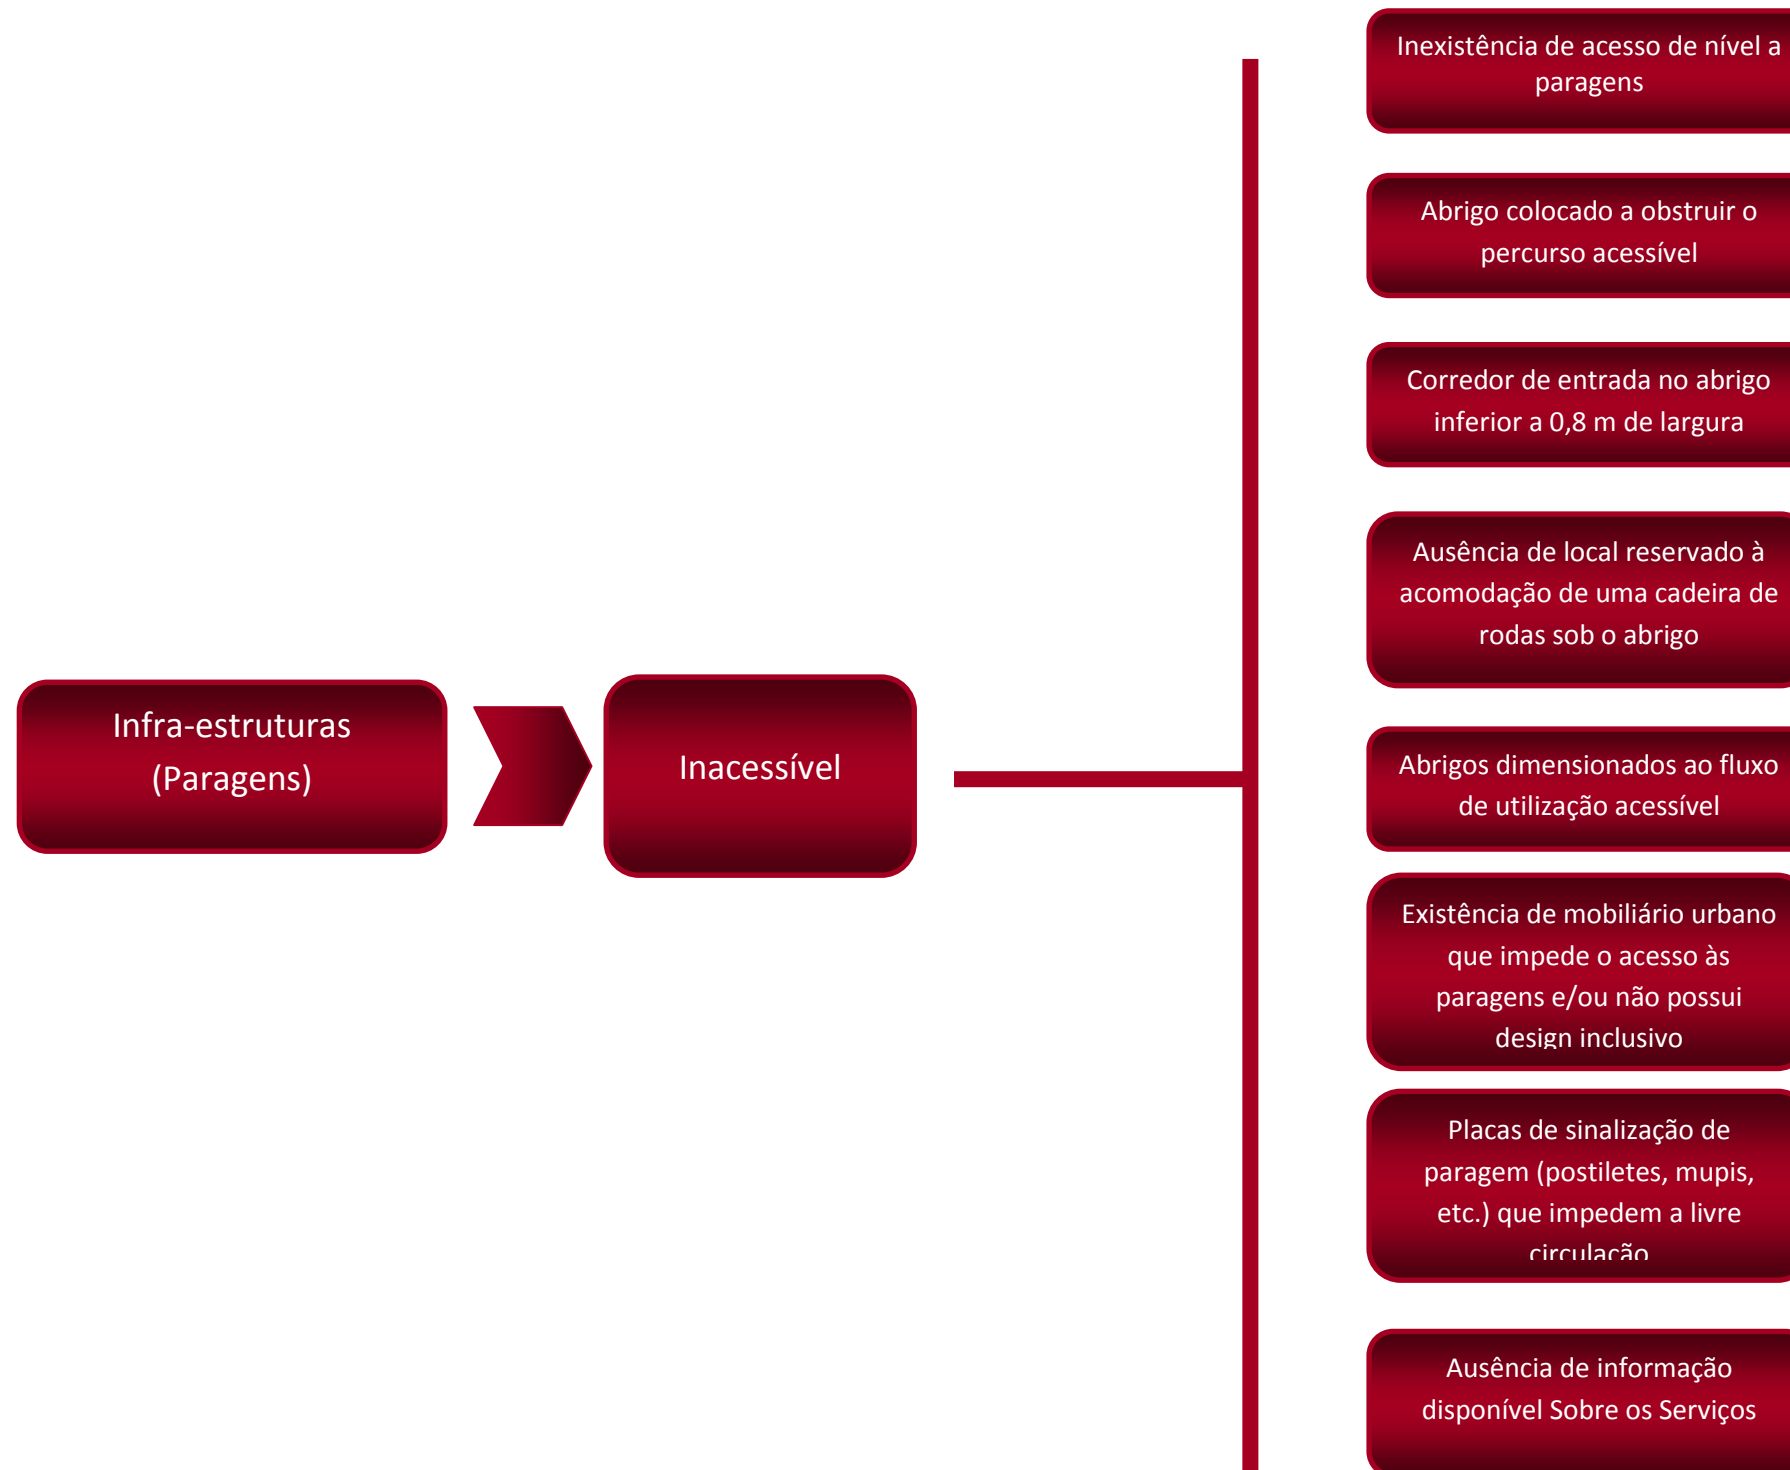 Inexistência de acesso de nível a
paragens
Abrigo colocado a obstruir o
percurso acessível
Corredor de entrada no abrigo
inferior a 0,8 m de largura
Ausência de local reservado à
acomodação de uma cadeira de
rodas sob o abrigo
Infra-estruturas
(Paragens)
Inacessível
Abrigos dimensionados ao fluxo
de utilização acessível
Existência de mobiliário urbano
que impede o acesso às
paragens e/ou não possui
design inclusivo
Placas de sinalização de
paragem (postiletes, mupis,
etc.) que impedem a livre
circulação
Ausência de informação
disponível Sobre os Serviços